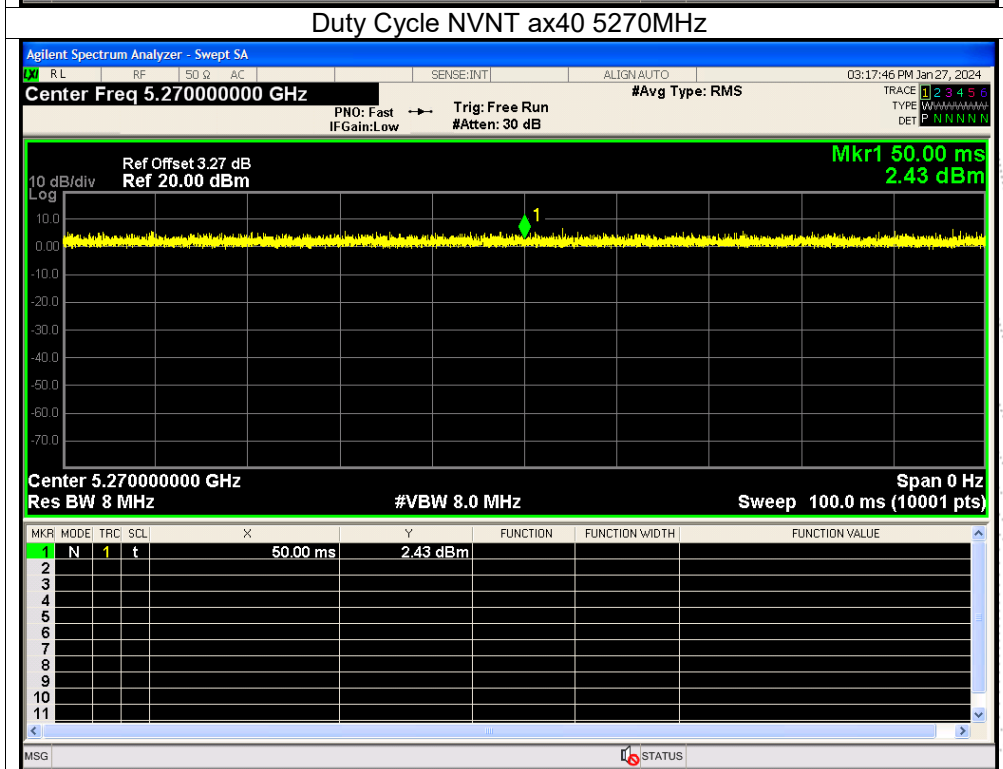 Duty Cycle NVNT ax40 5270MHz
Agilent Spectrum Analyzer - Swept SA
LXI RL RF 50 Ω AC SENSE:INT ALIGN AUTO 03:17:46 PM Jan 27, 2024
Center Freq 5.270000000 GHz #Avg Type: RMS TRACE 1 2 3 4 5 6
PNO: Fast Trig: Free Run TYPE WWWWWW
IFGain:Low #Atten: 30 dB DET P N N N N N
Mkr1 50.00 ms
Ref Offset 3.27 dB
10 dB/div Ref 20.00 dBm 2.43 dBm
Log
10.0
1
0.00
-10.0
-20.0
-30.0
-40.0
-50.0
-60.0
-70.0
Center 5.270000000 GHz Span 0 Hz
Res BW 8 MHz #VBW 8.0 MHz Sweep 100.0 ms (10001 pts)
MKR MODE TRC SCL X Y FUNCTION FUNCTION WIDTH FUNCTION VALUE
1 N 1 t 50.00 ms 2.43 dBm
2
3
4
5
6
7
8
9
10
11
MSG STATUS